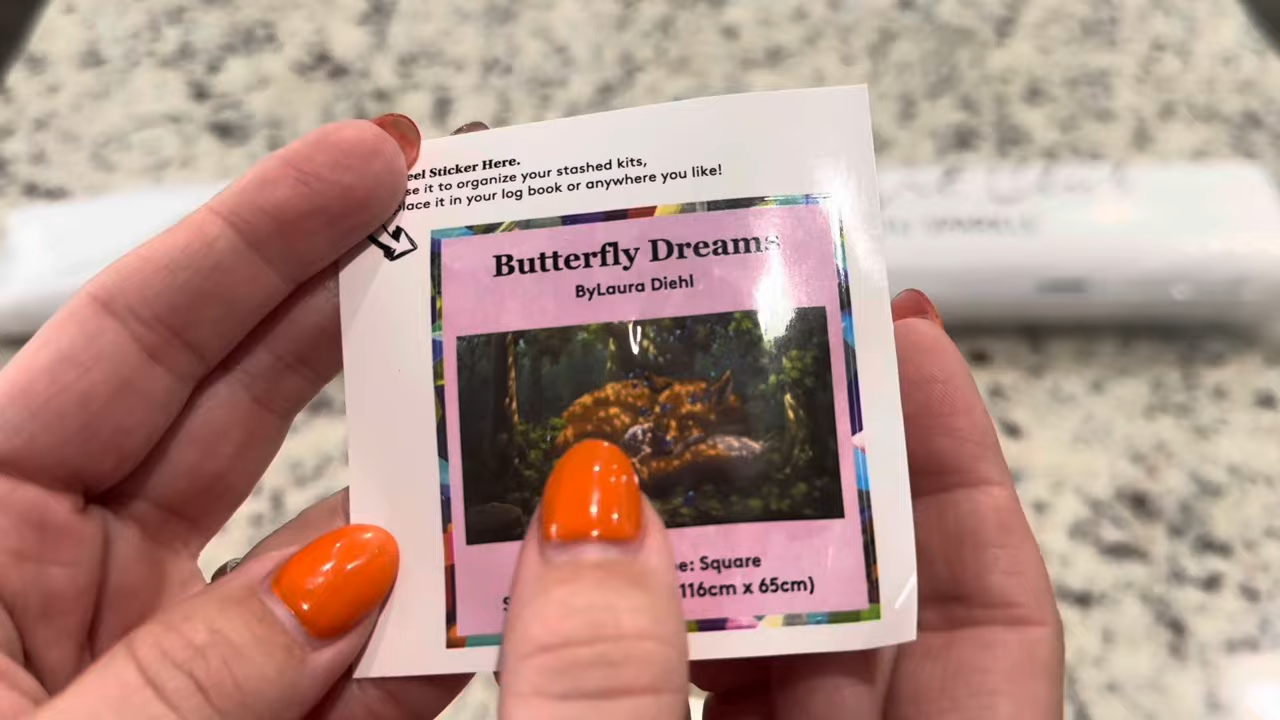 eel Sticker Here.
se it to organize your stashed kits,
lace it in your log book or anywhere you like!
Butterfly Dreams
ByLaura Diehl
e: Square
116cm x 65cm)